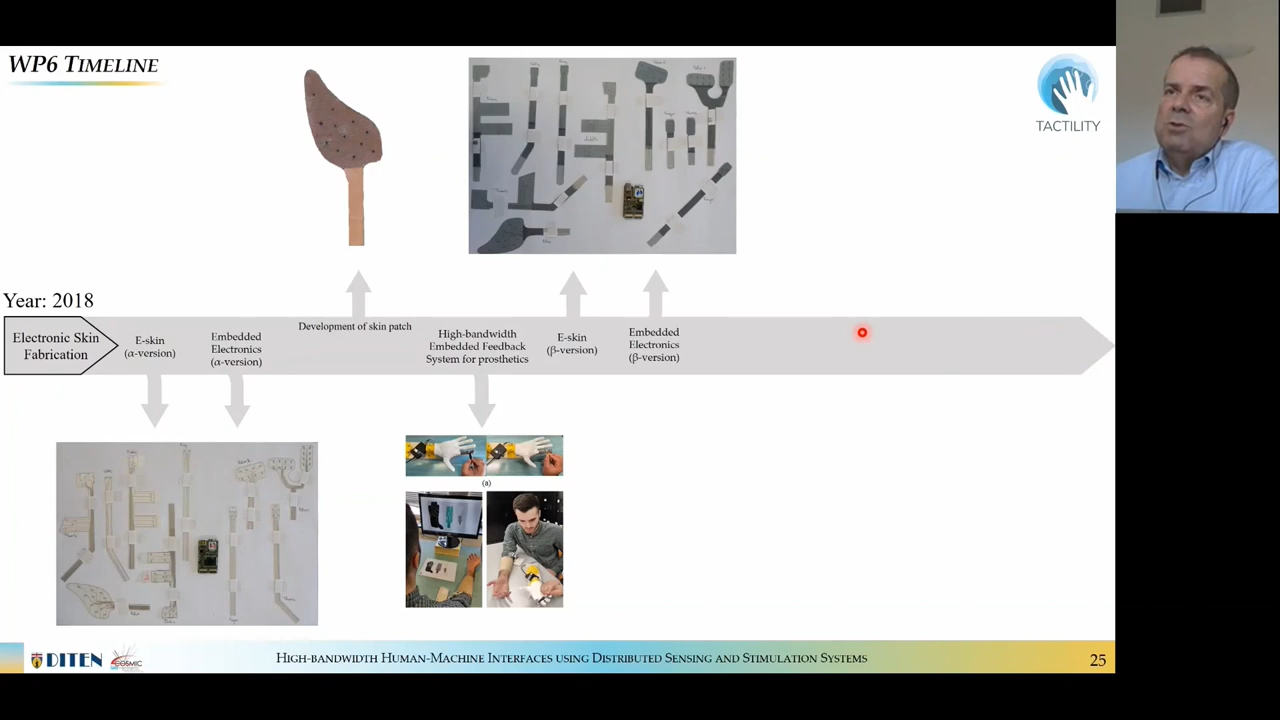 WP6 TIMELINE
TACTILITY
Year: 2018
Electronic Skin
Fabrication
E-skin
(α-version)
Embedded
Electronics
(α-version)
Development of skin patch
High-bandwidth
Embedded Feedback
System for prosthetics
E-skin
(β-version)
Embedded
Electronics
(β-version)
(a)
DITEN
COSMIC
HIGH-BANDWIDTH HUMAN-MACHINE INTERFACES USING DISTRIBUTED SENSING AND STIMULATION SYSTEMS
25